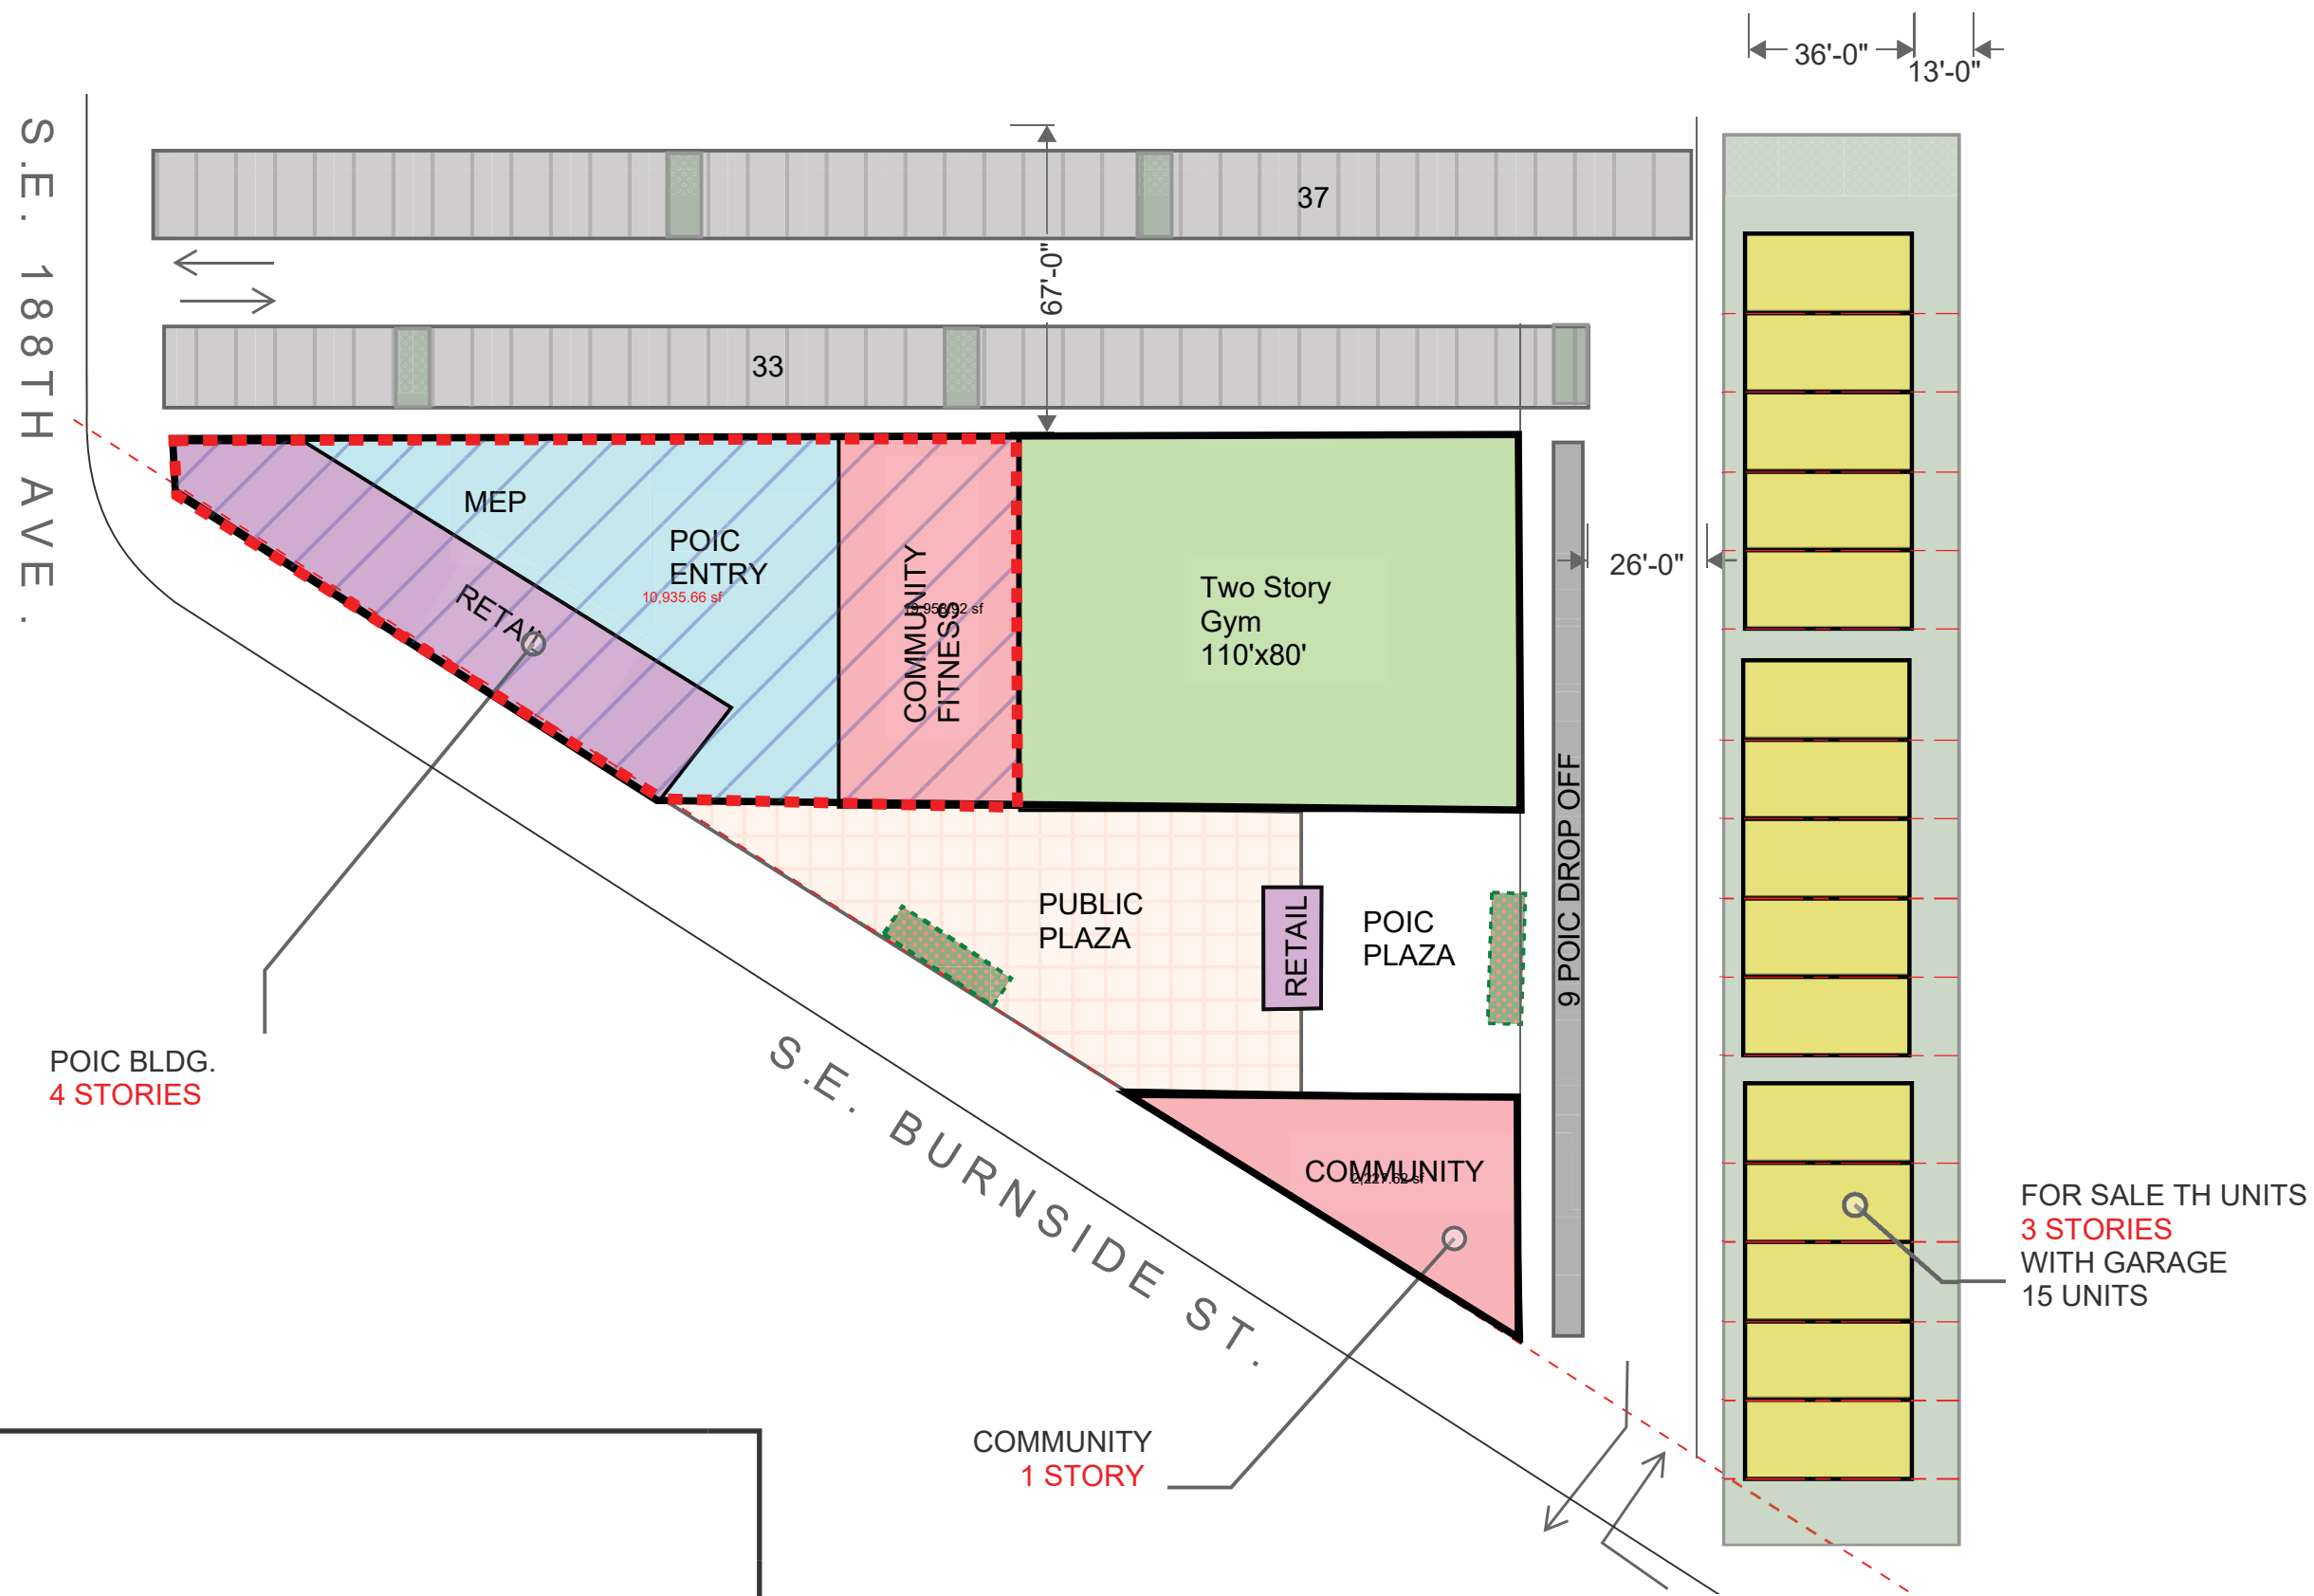 36'-0"
13'-0"
S.E. 188TH AVE.
37
67'-0"
33
MEP
POIC
ENTRY
10,935.66 sf
RETAIL
COMMUNITY
FITNESS
Two Story
Gym
110'x80'
26'-0"
9 POIC DROP OFF
PUBLIC
PLAZA
RETAIL
POIC
PLAZA
POIC BLDG.
4 STORIES
S.E. BURNSIDE ST.
COMMUNITY
COMMUNITY
1 STORY
FOR SALE TH UNITS
3 STORIES
WITH GARAGE
15 UNITS